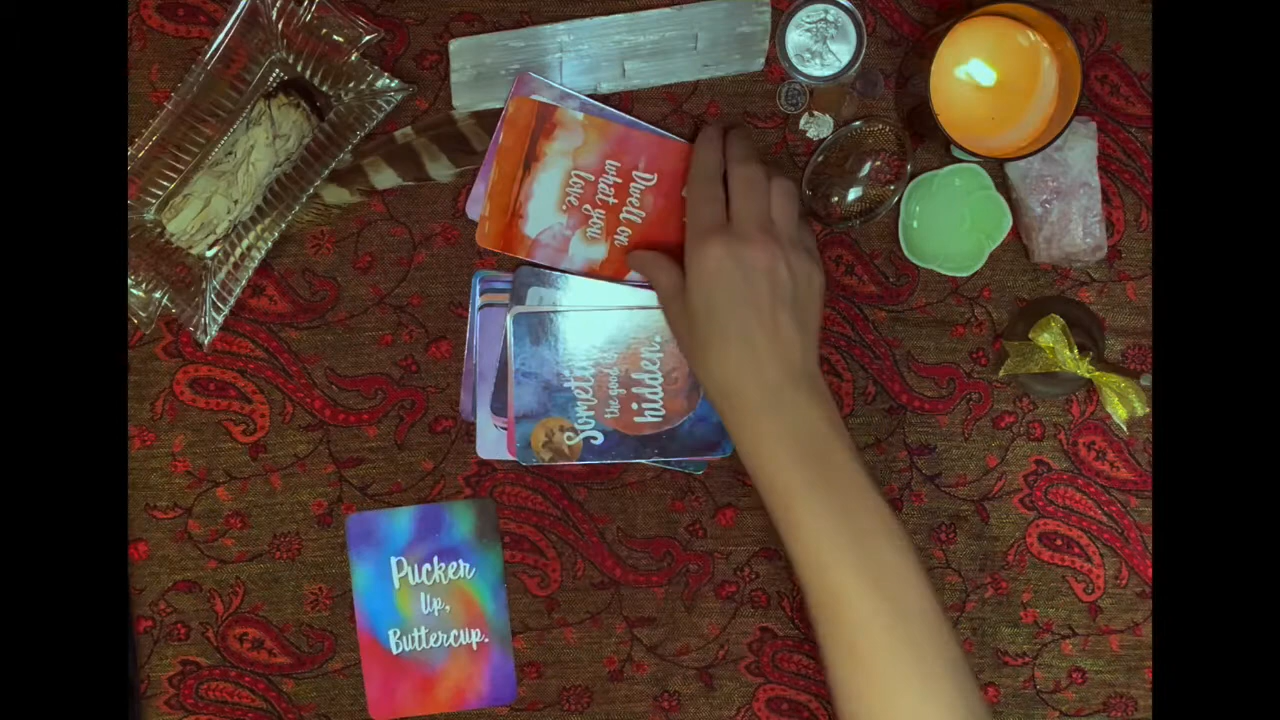 Dwell on
what you
love.
the good
hidden.
Pucker
Up,
Buttercup.